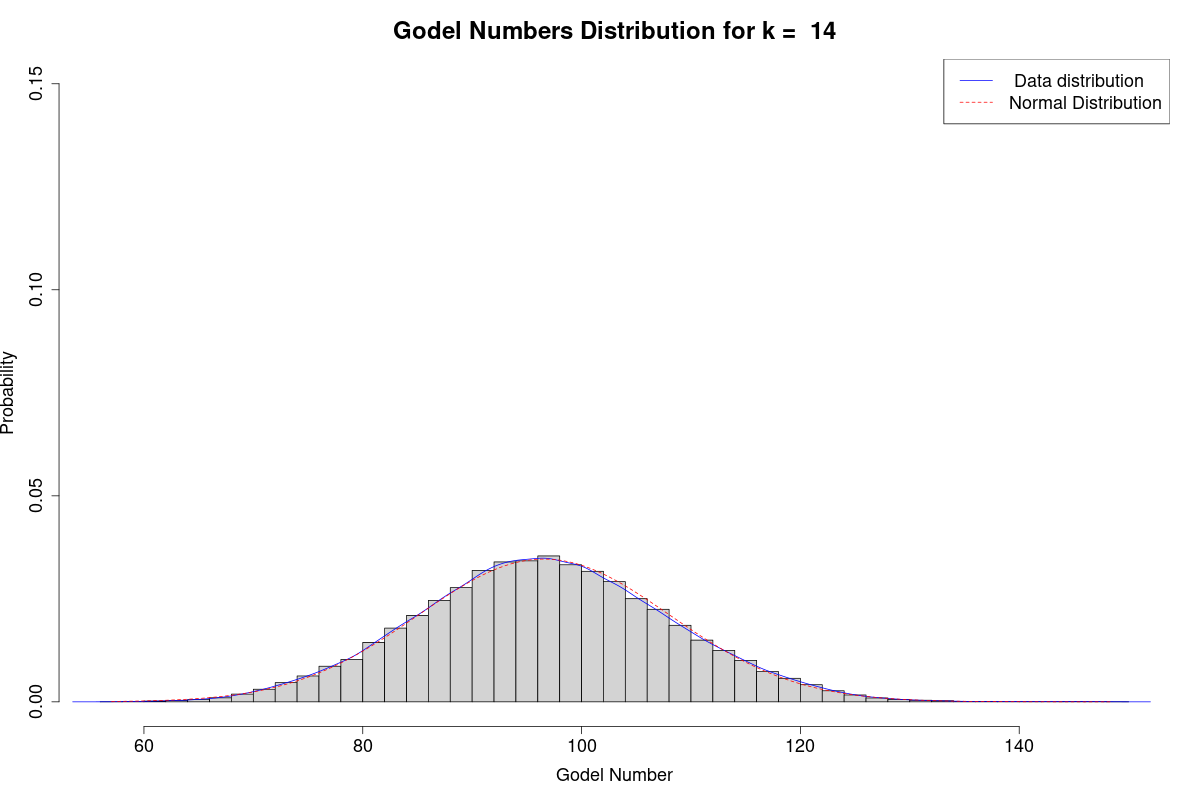 Godel Numbers Distribution for k =  14
Data distribution
Normal Distribution
0.15
0.10
0.05
0.00
Probability
60 80 100 120 140
Godel Number